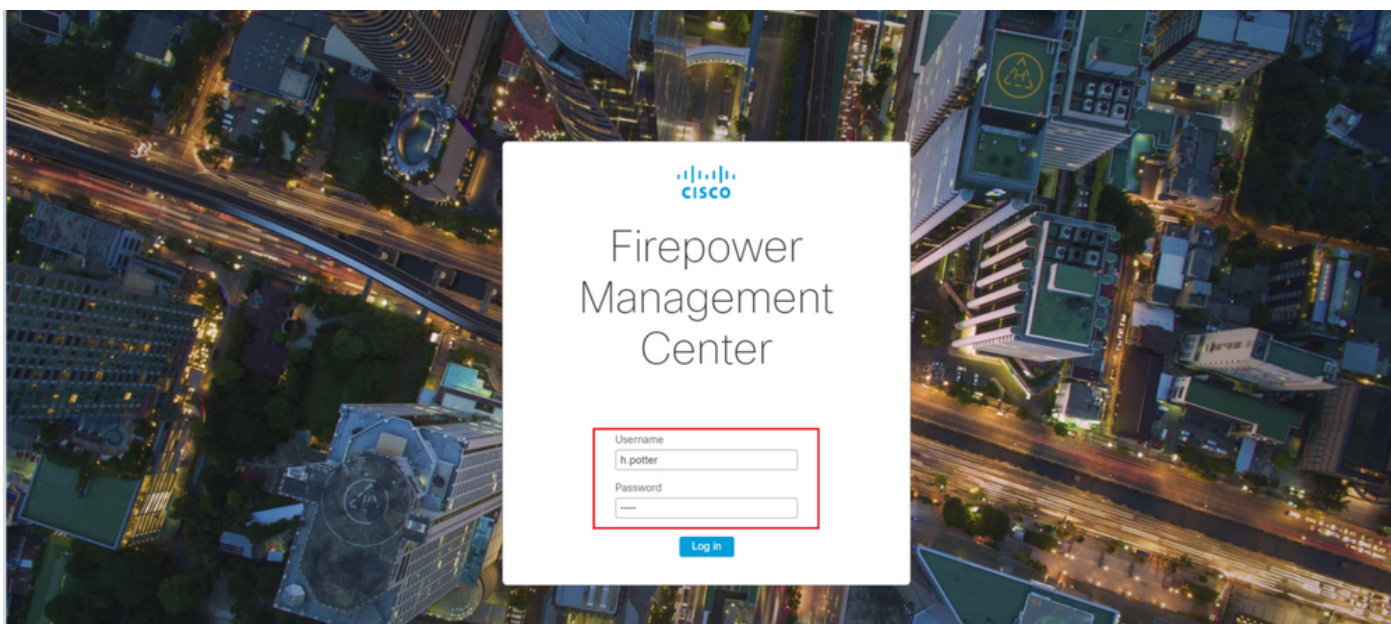 CISCO
Firepower
Management
Center
Username
h.potter
Password
·····
Log in